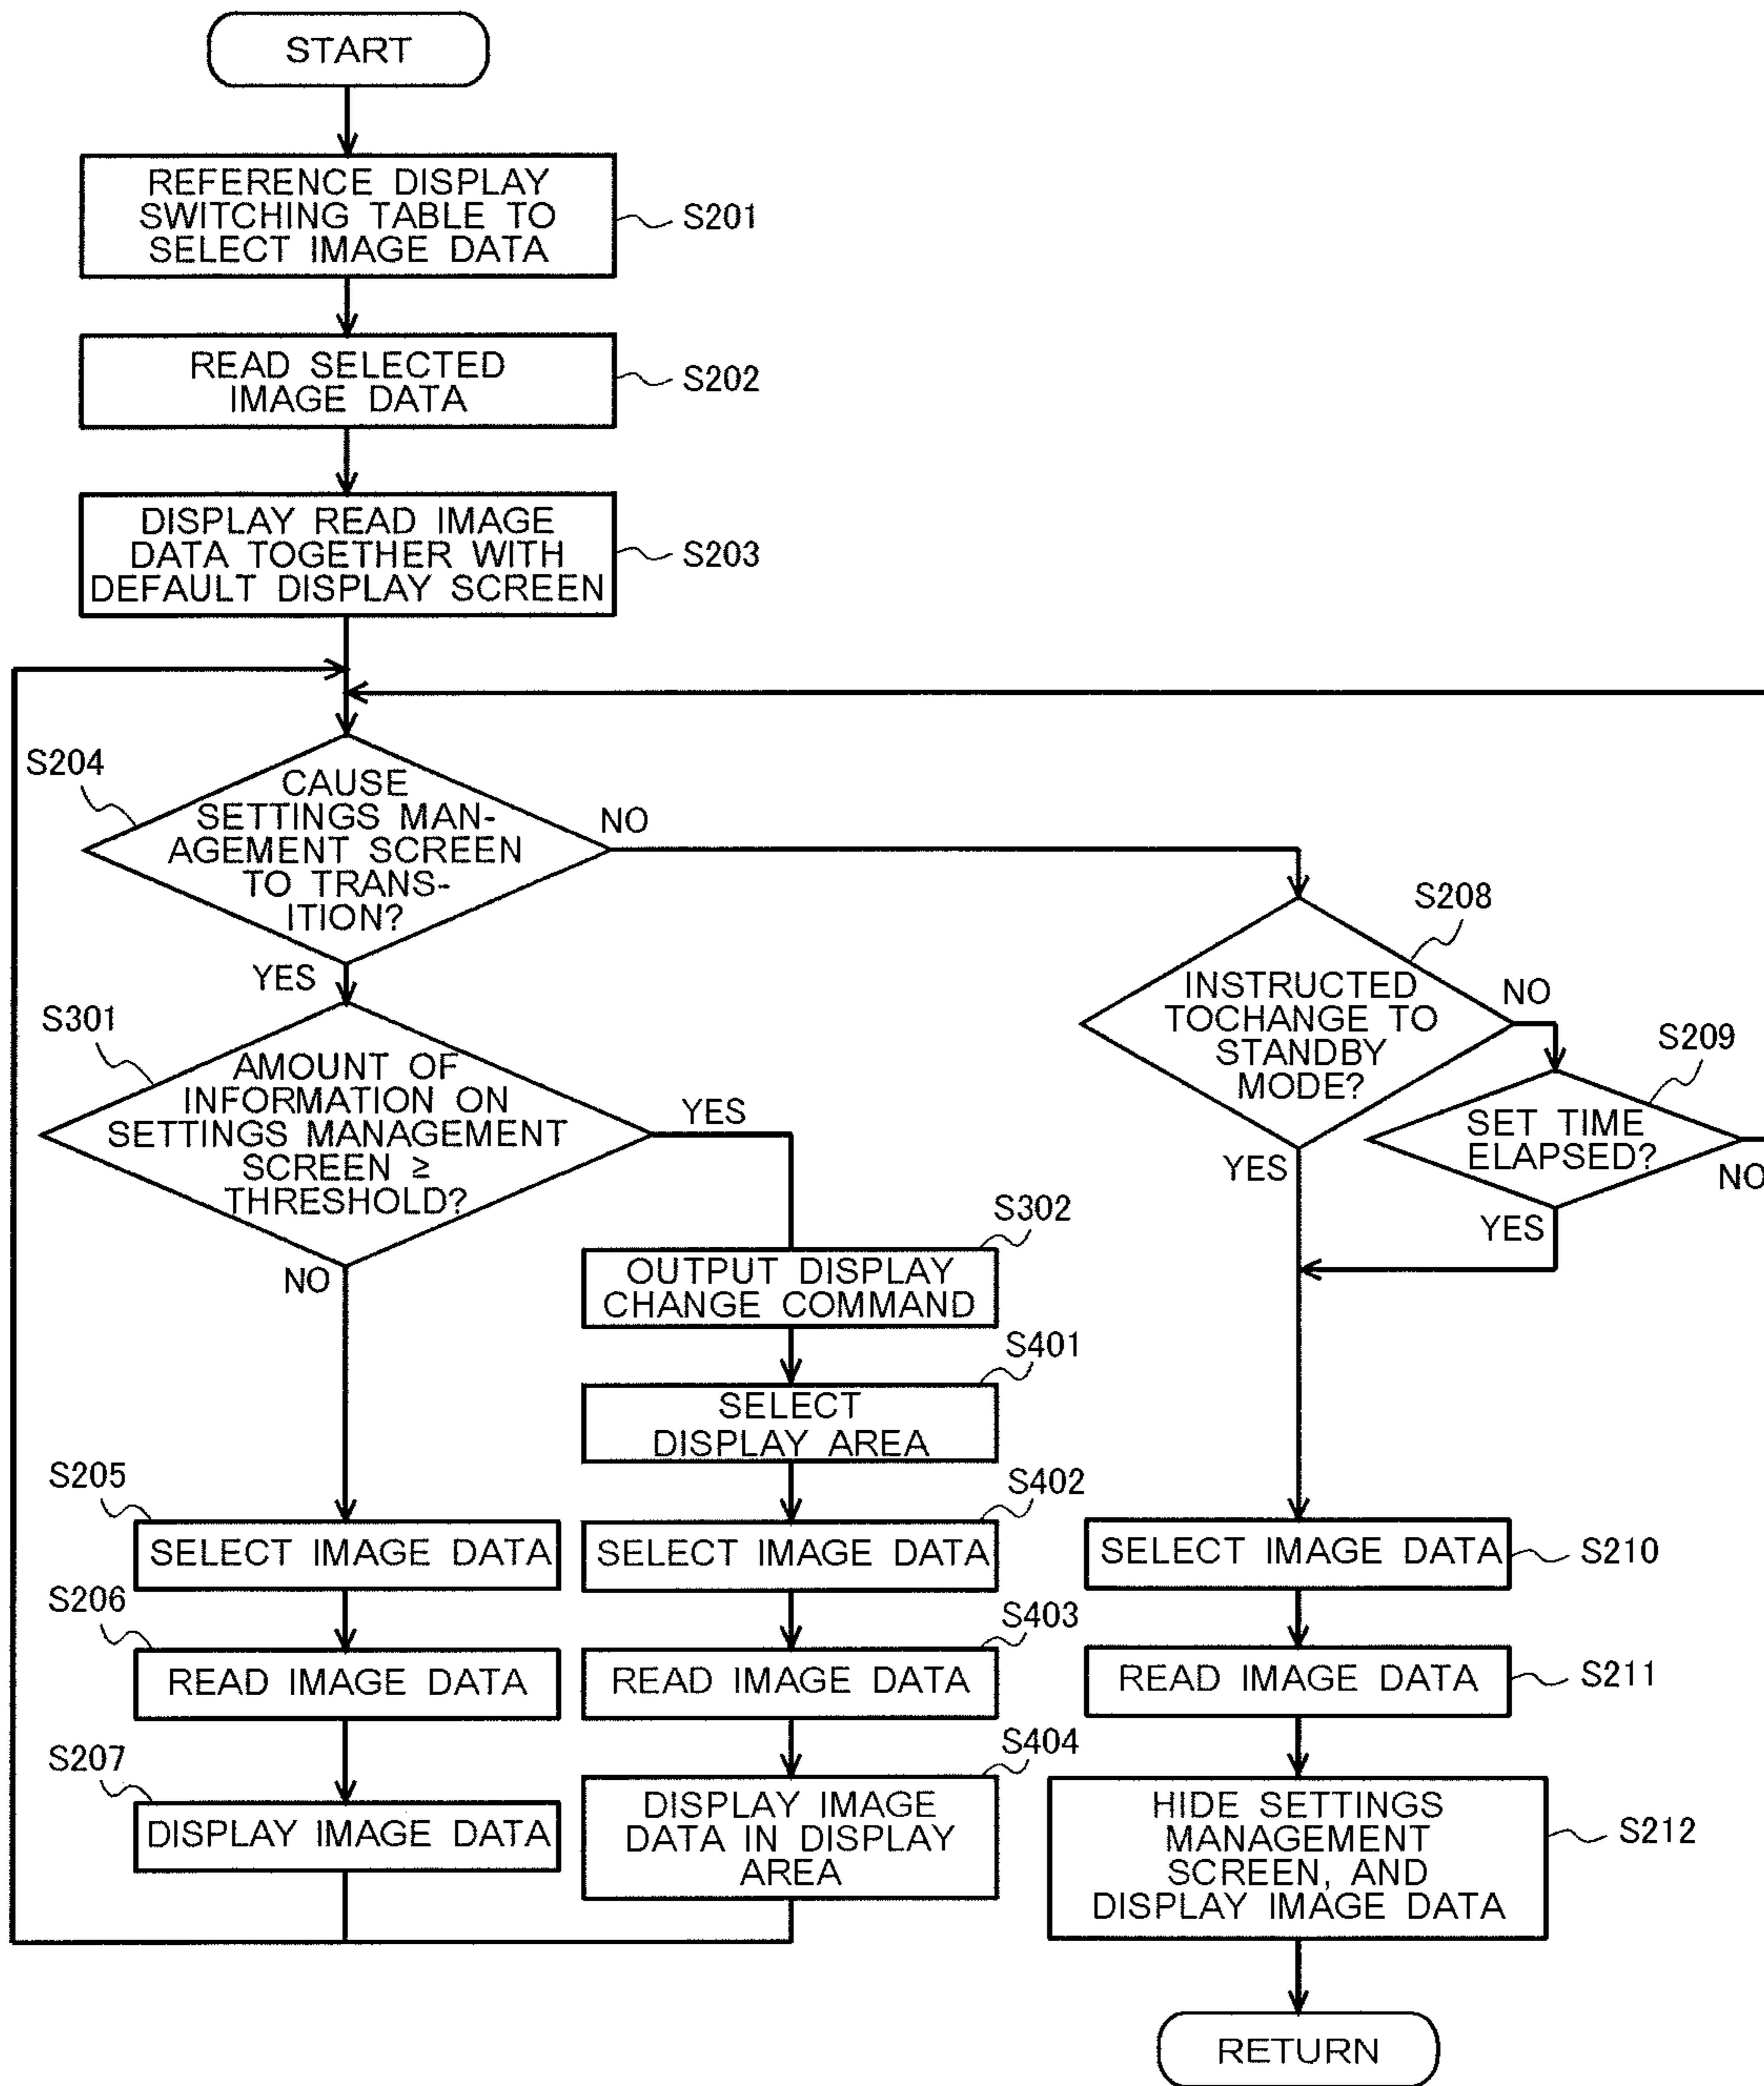 START
REFERENCE DISPLAY
SWITCHING TABLE TO
SELECT IMAGE DATA
S201
READ SELECTED
IMAGE DATA
S202
DISPLAY READ IMAGE
DATA TOGETHER WITH
DEFAULT DISPLAY SCREEN
S203
S204
CAUSE
SETTINGS MAN-
AGEMENT SCREEN
TO TRANS-
ITION?
NO
YES
S208
INSTRUCTED
TOCHANGE TO
STANDBY
MODE?
NO
YES
S209
SET TIME
ELAPSED?
NO
YES
S301
AMOUNT OF
INFORMATION ON
SETTINGS MANAGEMENT
SCREEN ≥
THRESHOLD?
YES
NO
S302
OUTPUT DISPLAY
CHANGE COMMAND
S401
SELECT
DISPLAY AREA
S205
SELECT IMAGE DATA
S402
SELECT IMAGE DATA
SELECT IMAGE DATA
S210
S206
READ IMAGE DATA
S403
READ IMAGE DATA
READ IMAGE DATA
S211
S207
DISPLAY IMAGE DATA
S404
DISPLAY IMAGE
DATA IN DISPLAY
AREA
HIDE SETTINGS
MANAGEMENT
SCREEN, AND
DISPLAY IMAGE DATA
S212
RETURN